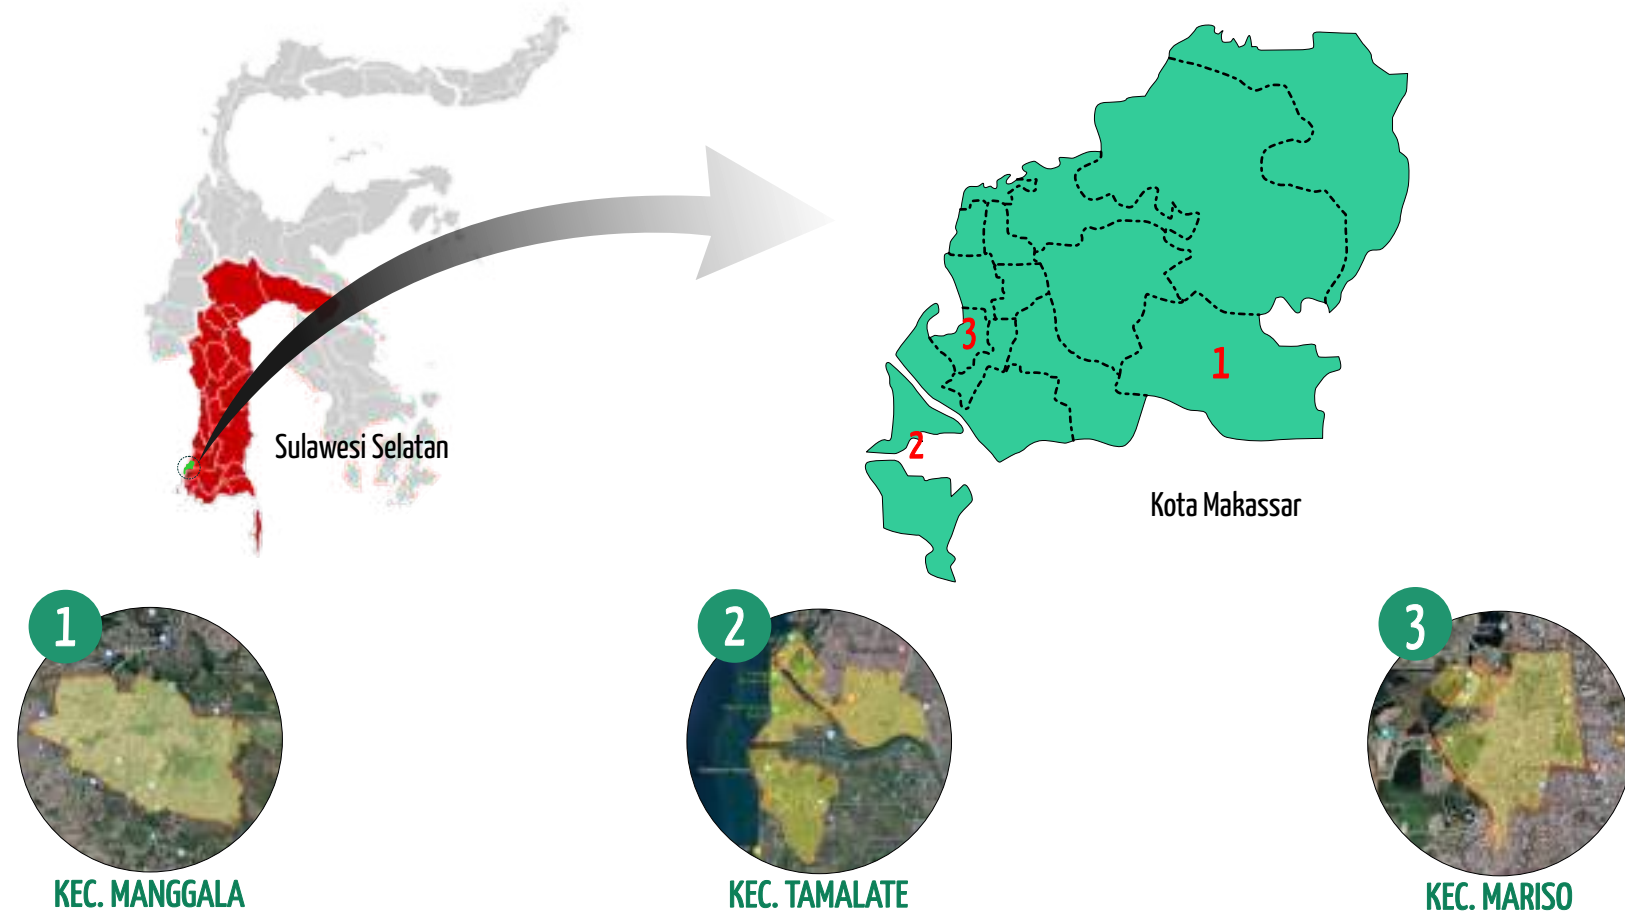 Sulawesi Selatan
3
1
2
Kota Makassar
1
2
3
KEC. MANGGALA
KEC. TAMALATE
KEC. MARISO